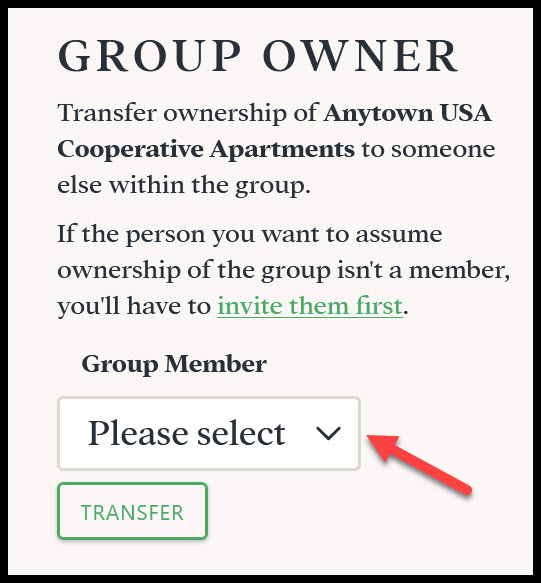 GROUP OWNER
Transfer ownership of Anytown USA
Cooperative Apartments to someone
else within the group.
If the person you want to assume
ownership of the group isn't a member,
you'll have to invite them first.
Group Member
Please select
TRANSFER